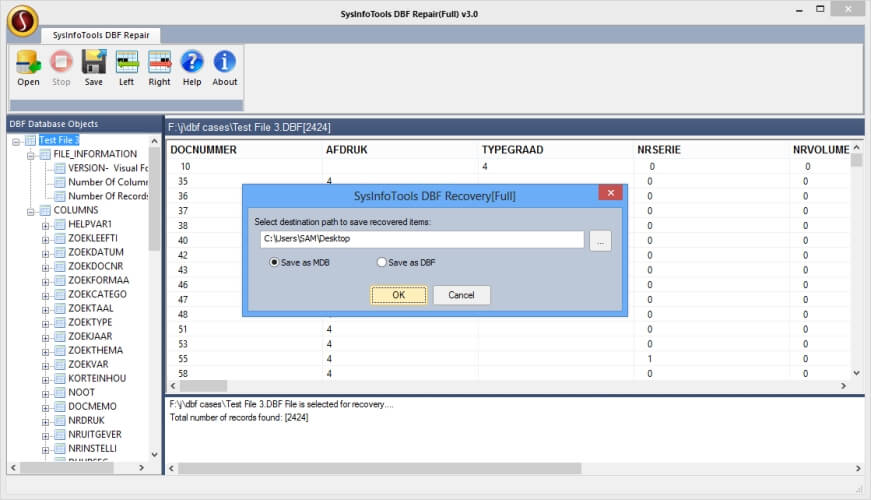 SysInfoTools DBF Repair(Full) v3.0
SysInfoTools DBF Repair
Open Stop Save Left Right Help About
DBF Database Objects
Test File 3
FILE_INFORMATION
VERSION- Visual Fo
Number Of Colum
Number Of Records
COLUMNS
HELPVAR1
ZOEKLEEFTI
ZOEKDATUM
ZOEKDOCNR
ZOEKFORMAA
ZOEKCATEGO
ZOEKTAAL
ZOEKTYPE
ZOEKJAAR
ZOEKTHEMA
ZOEKVAR
KORTEINHOU
NOOT
DOCMEMO
NRDRUK
NRUITGEVER
NRINSTELLI
F:\j\dbf cases\Test File 3.DBF[2424]
DOCNUMMER AFDRUK TYPEGRAAD NRSERIE NRVOLUME
10 4 0 0
35 4 0 0
36 0 0
37 0 0
38 0 0
40 0 0
42 0 0
43 0 0
46 0 0
47 0 0
48 4 0 0
51 4 0 0
53 4 0 0
55 4 1 0
58 4 0 0
SysInfoTools DBF Recovery[Full]
Select destination path to save recovered items:
C:\Users\SAM\Desktop
...
Save as MDB Save as DBF
OK Cancel
F:\j\dbf cases\Test File 3.DBF File is selected for recovery....
Total number of records found: [2424]